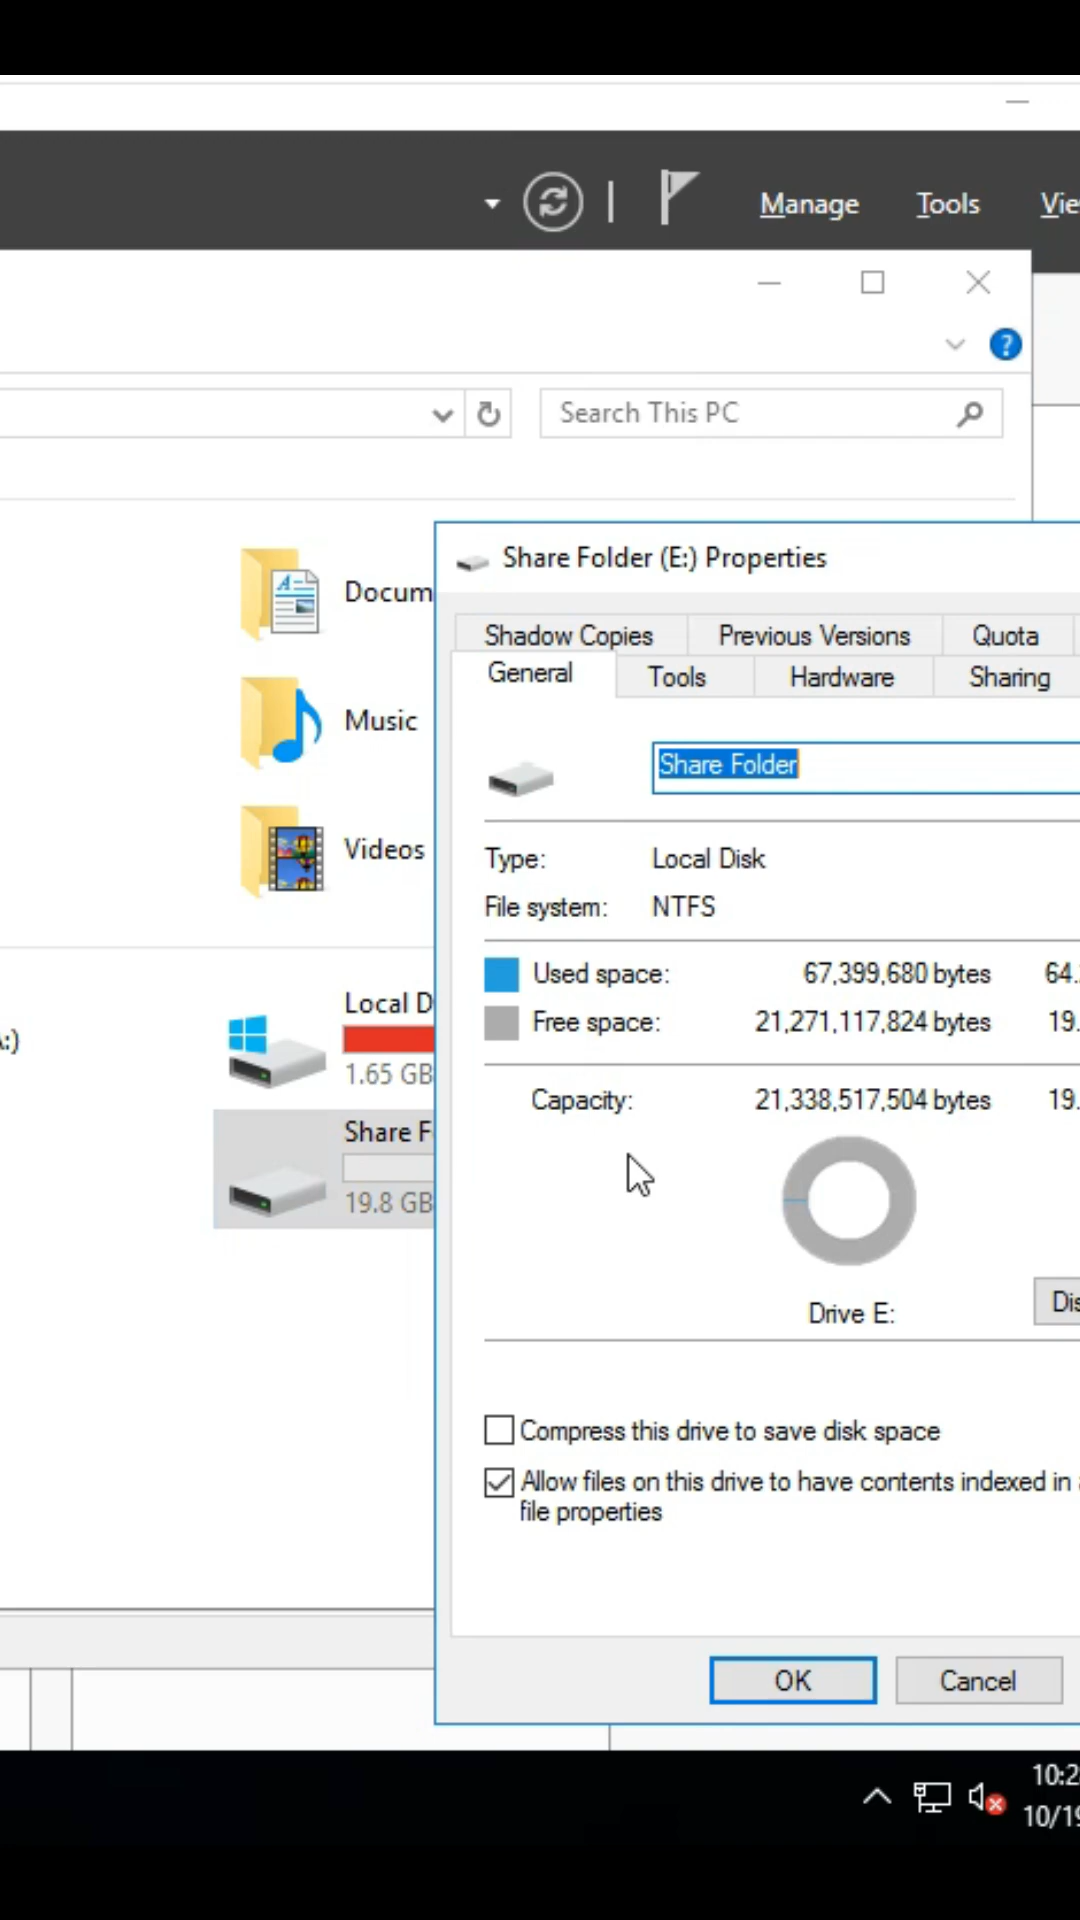 Manage Tools Vie
?
Search This PC
Docum
Music
Videos
Local D
1.65 GB
:)
Share F
19.8 GB
Share Folder (E:) Properties
Shadow Copies Previous Versions Quota
General Tools Hardware Sharing
Share Folder
Type: Local Disk
File system: NTFS
Used space: 67,399,680 bytes 64.
Free space: 21,271,117,824 bytes 19.
Capacity: 21,338,517,504 bytes 19.
Drive E:
Dis
Compress this drive to save disk space
Allow files on this drive to have contents indexed in
file properties
OK Cancel
10:2
10/19